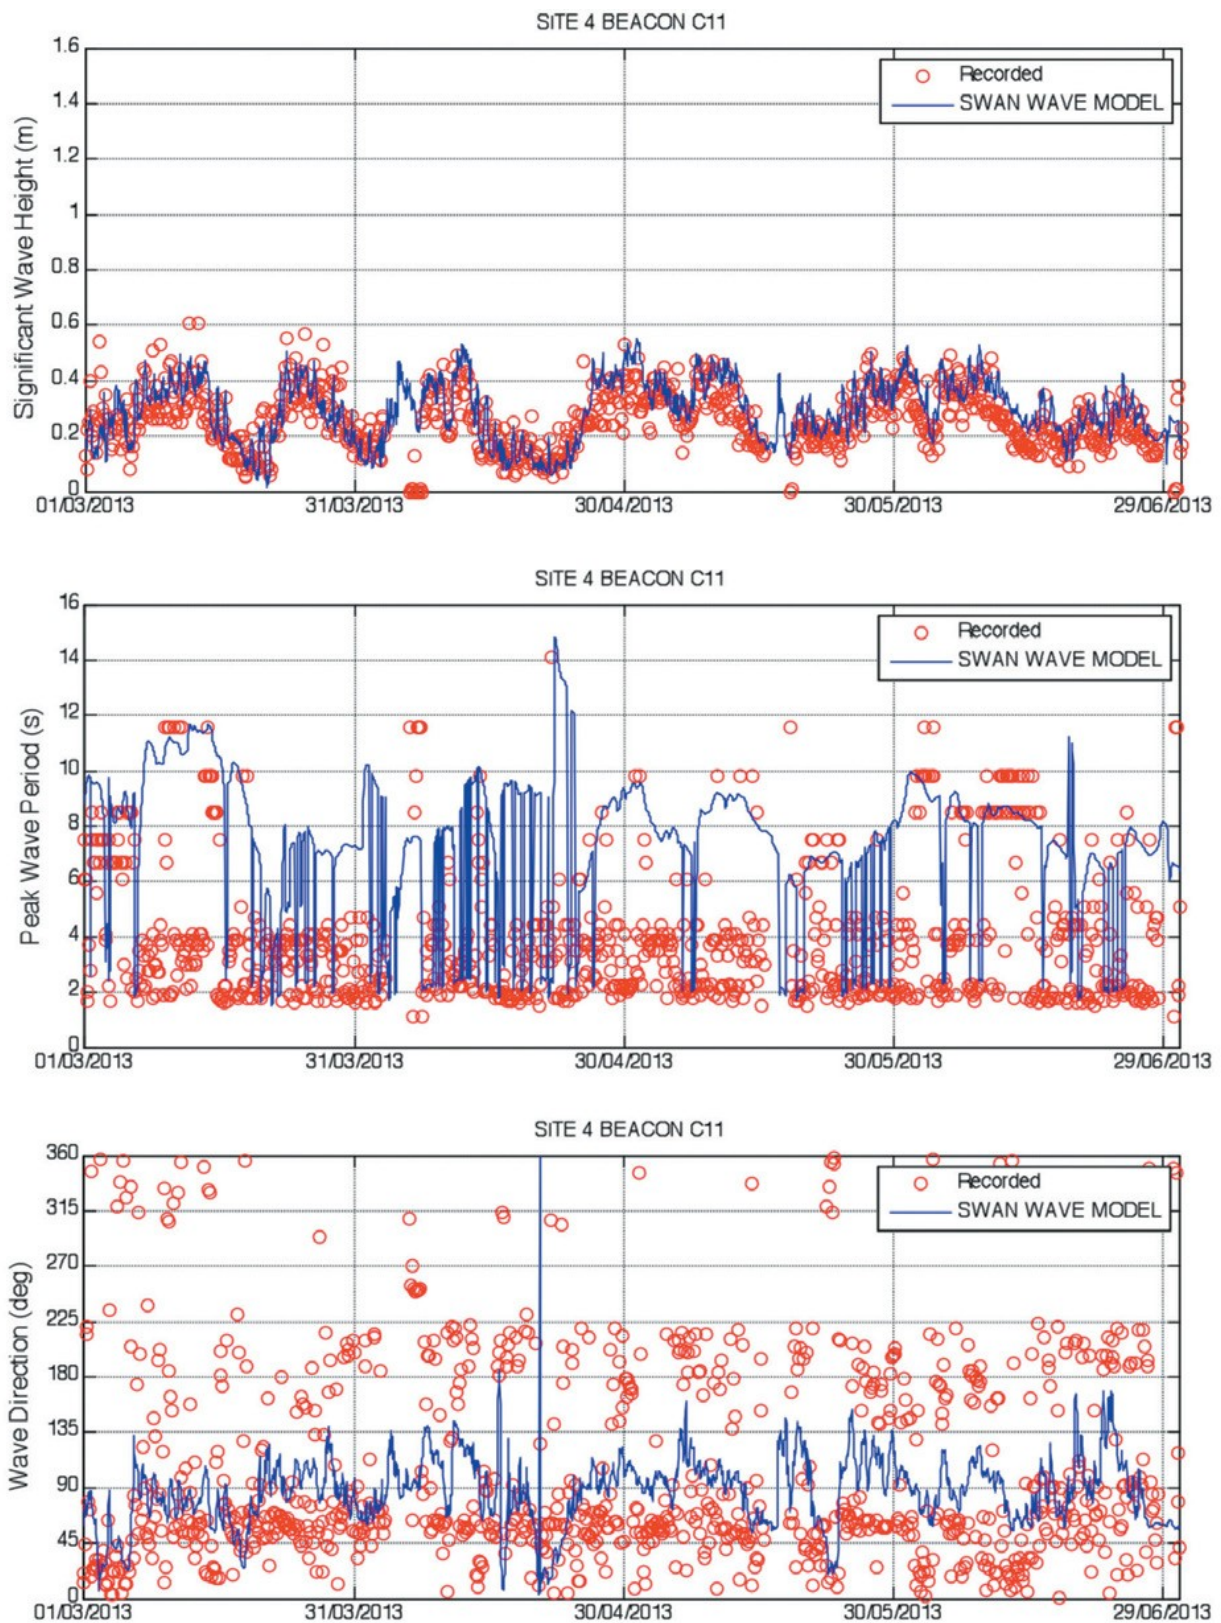 SITE 4 BEACON C11
Significant Wave Height (m)
1.6
1.4
1.2
1
0.8
0.6
0.4
0.2
0
Recorded
SWAN WAVE MODEL
01/03/2013 31/03/2013 30/04/2013 30/05/2013 29/06/2013
SITE 4 BEACON C11
Peak Wave Period (s)
16
14
12
10
8
6
4
2
0
Recorded
SWAN WAVE MODEL
01/03/2013 31/03/2013 30/04/2013 30/05/2013 29/06/2013
SITE 4 BEACON C11
Wave Direction (deg)
360
315
270
225
180
135
90
45
0
Recorded
SWAN WAVE MODEL
01/03/2013 31/03/2013 30/04/2013 30/05/2013 29/06/2013